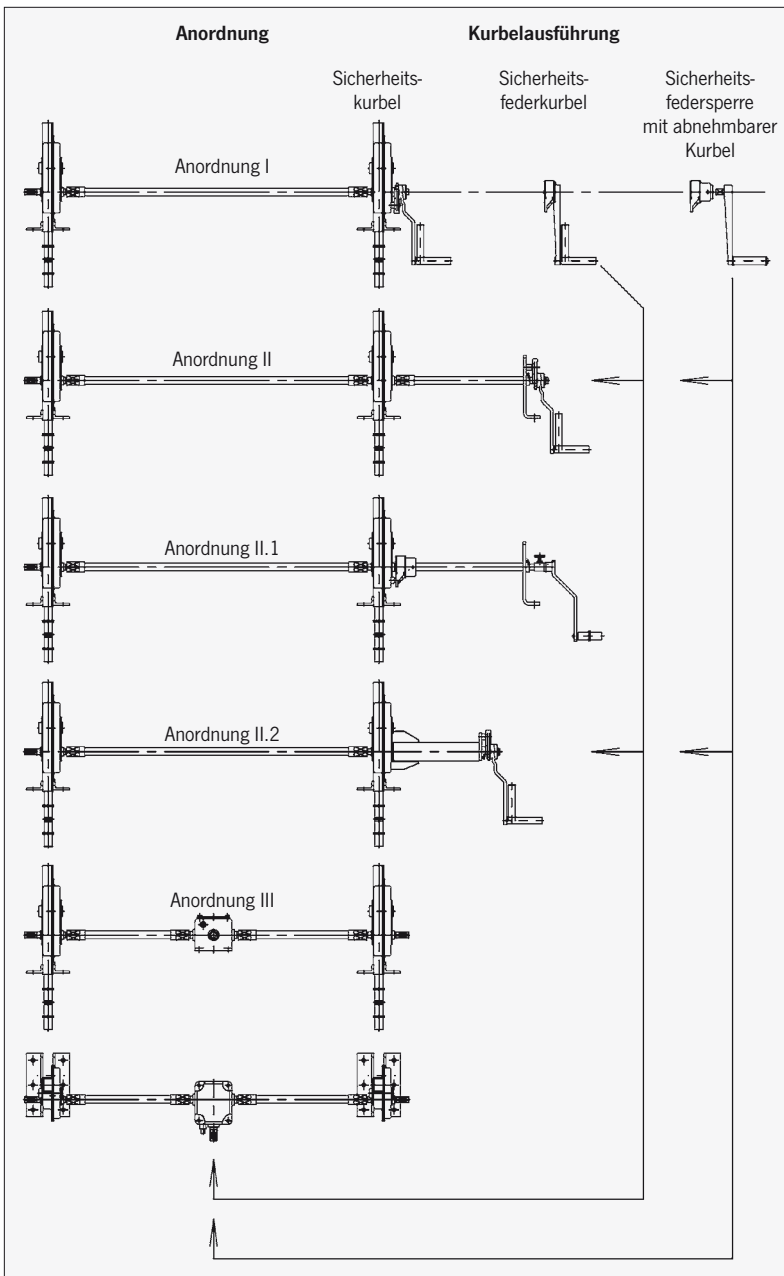 Anordnung
Kurbelausführung
Sicherheits-
kurbel
Sicherheits-
federkurbel
Sicherheits-
federsperre
mit abnehmbarer
Kurbel
Anordnung I
Anordnung II
Anordnung II.1
Anordnung II.2
Anordnung III